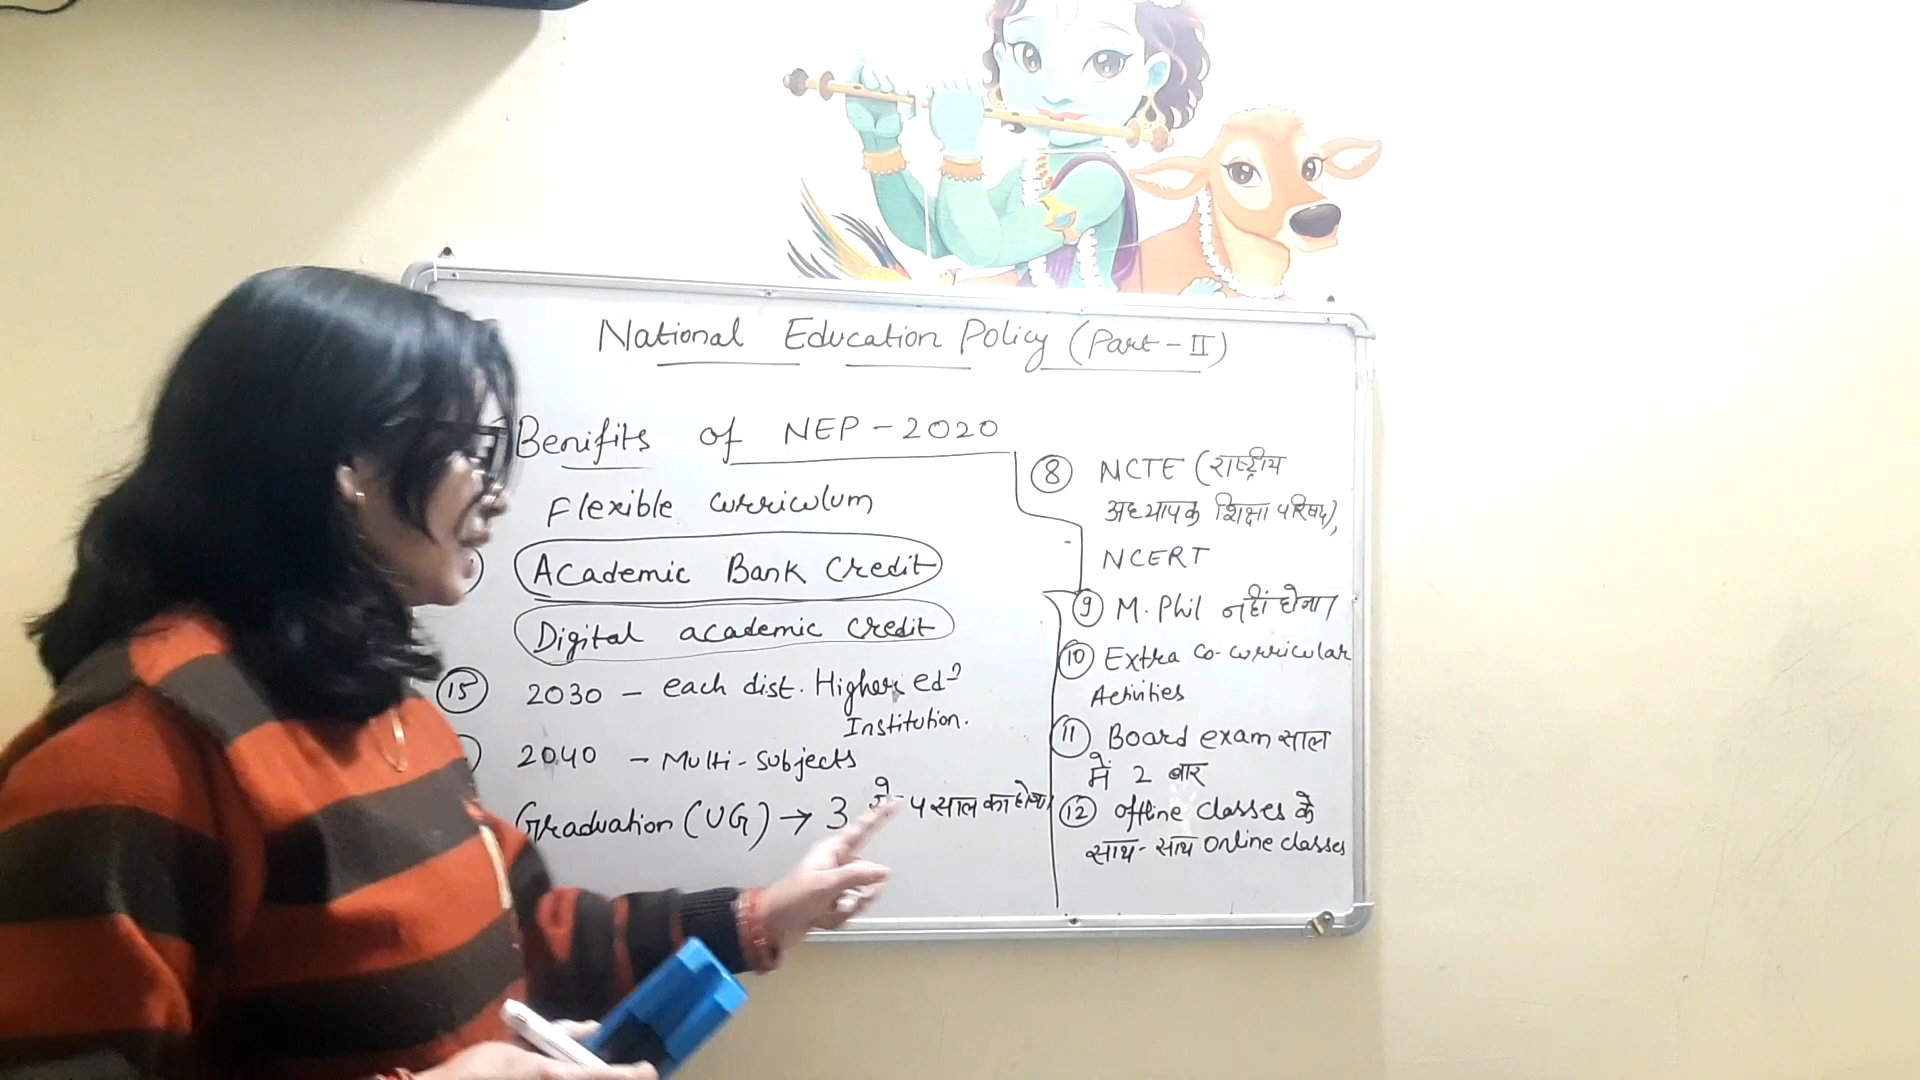 National Education Policy (Part - II)
Benifits of NEP - 2020
Flexible curriculum
Academic Bank Credit
Digital academic credit
15 2030 - each dist. Higher ed?
Institution.
2040 - Multi-subjects
Graduation (UG) → 3 से 4 साल का होगा
8 NCTE (राष्ट्रीय
अध्यापक शिक्षा परिषद),
NCERT
9 M. Phil नहीं होगा।
10 Extra co-curricular
Activities
11 Board exam साल
में 2 बार
12 offline classes के
साथ-साथ Online classes